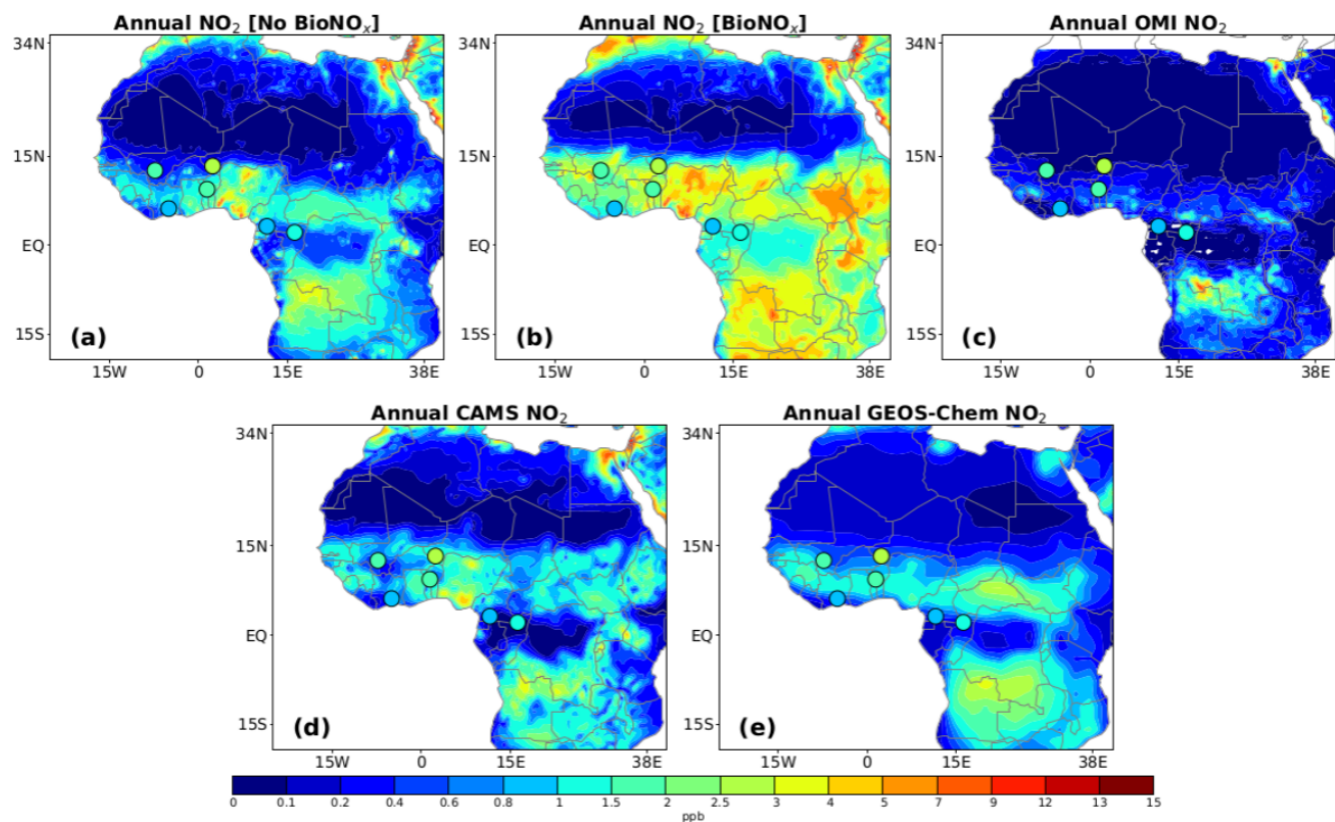 Annual NO₂ [No BioNOₓ]
Annual NO₂ [BioNOₓ]
Annual OMI NO₂
34N
15N
EQ
15S
(a)
15W 0 15E 38E
34N
15N
EQ
15S
(b)
15W 0 15E 38E
34N
15N
EQ
15S
(c)
15W 0 15E 38E
Annual CAMS NO₂
Annual GEOS-Chem NO₂
34N
15N
EQ
15S
(d)
15W 0 15E 38E
34N
15N
EQ
15S
(e)
15W 0 15E 38E
0 0.1 0.2 0.4 0.6 0.8 1 1.5 2 2.5 3 4 5 7 9 12 13 15
ppb